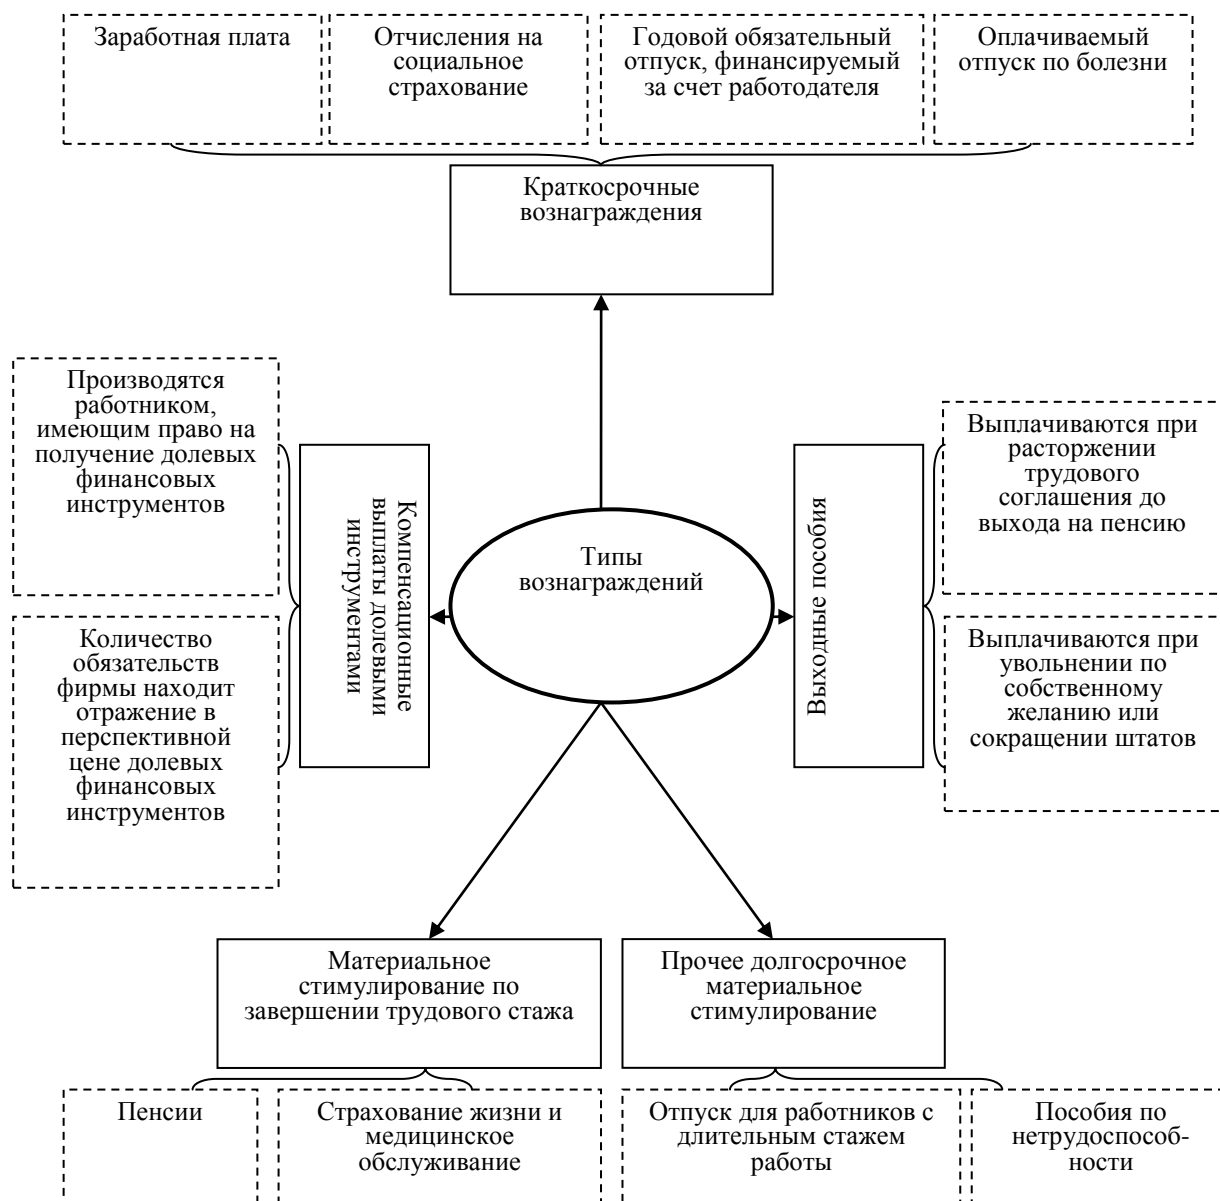 Заработная плата
Отчисления на
социальное
страхование
Годовой обязательный
отпуск, финансируемый
за счет работодателя
Оплачиваемый
отпуск по болезни
Краткосрочные
вознаграждения
Производятся
работником,
имеющим право на
получение долевых
финансовых
инструментов
Количество
обязательств
фирмы находит
отражение в
перспективной
цене долевых
финансовых
инструментов
Компенсационные
выплаты долевыми
инструментами
Типы
вознаграждений
Выходные пособия
Выплачиваются при
расторжении
трудового
соглашения до
выхода на пенсию
Выплачиваются при
увольнении по
собственному
желанию или
сокращении штатов
Материальное
стимулирование по
завершении трудового стажа
Прочее долгосрочное
материальное
стимулирование
Пенсии
Страхование жизни и
медицинское
обслуживание
Отпуск для работников с
длительным стажем
работы
Пособия по
нетрудоспособ-
ности